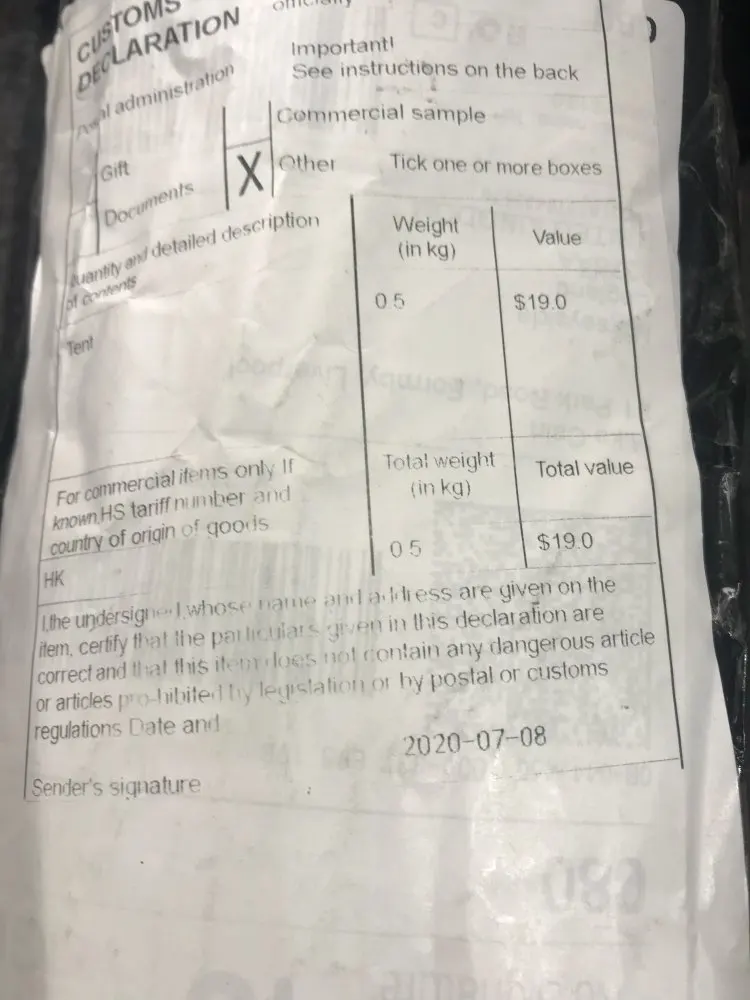 CUSTOMS
DECLARATION
Important!
See instructions on the back
Postal administration
Commercial sample
Gift
X
Other
Tick one or more boxes
Documents
Quantity and detailed description
of contents
Weight
(in kg)
Value
Tent
0.5
$19.0
For commercial items only If
known,HS tariff number and
country of origin of goods
Total weight
(in kg)
Total value
0.5
$19.0
HK
I,the undersigned,whose name and address are given on the
item, certify that the particulars given in this declaration are
correct and that this item does not contain any dangerous article
or articles pro-hibited by legislation or by postal or customs
regulations Date and
2020-07-08
Sender's signature